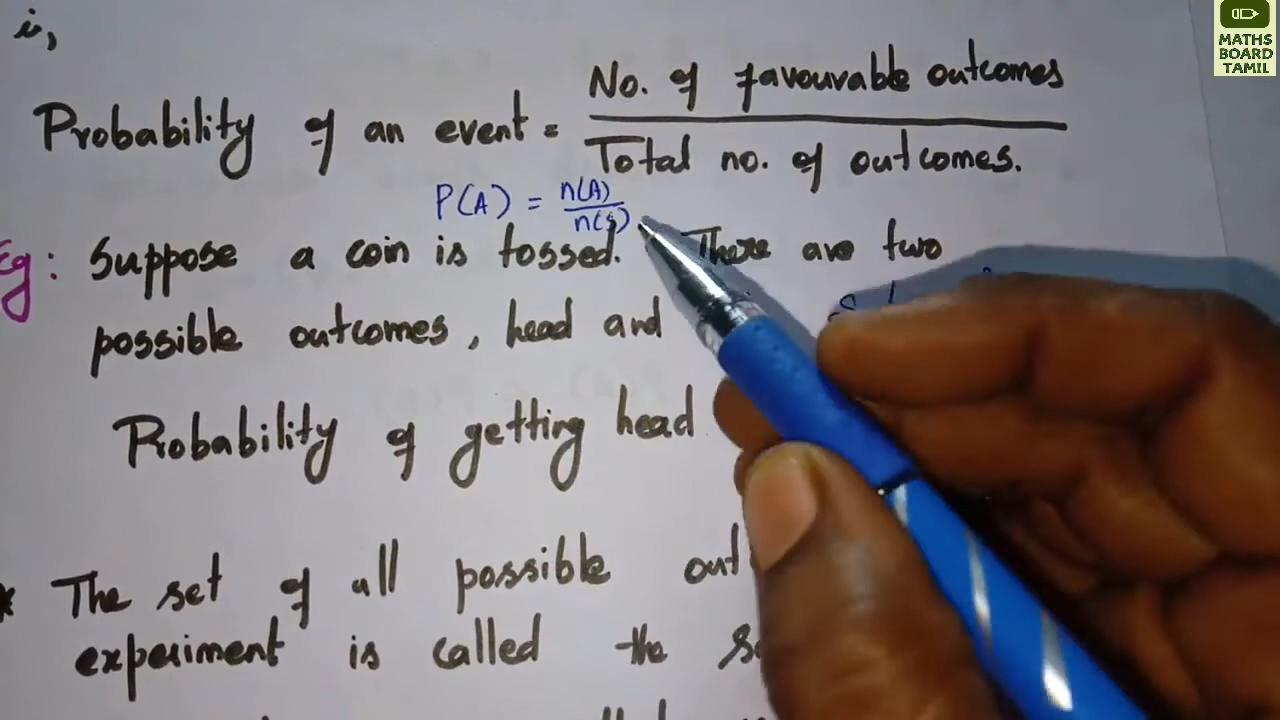 is,
MATHS
BOARD
TAMIL
No. of favourable outcomes
Probability of an event = 
Total no. of outcomes.
P(A) = n(A)/n(S)
Eg: Suppose a coin is tossed. There are two
possible outcomes, head and
Probability of getting head
* The set of all possible
experiment is called the